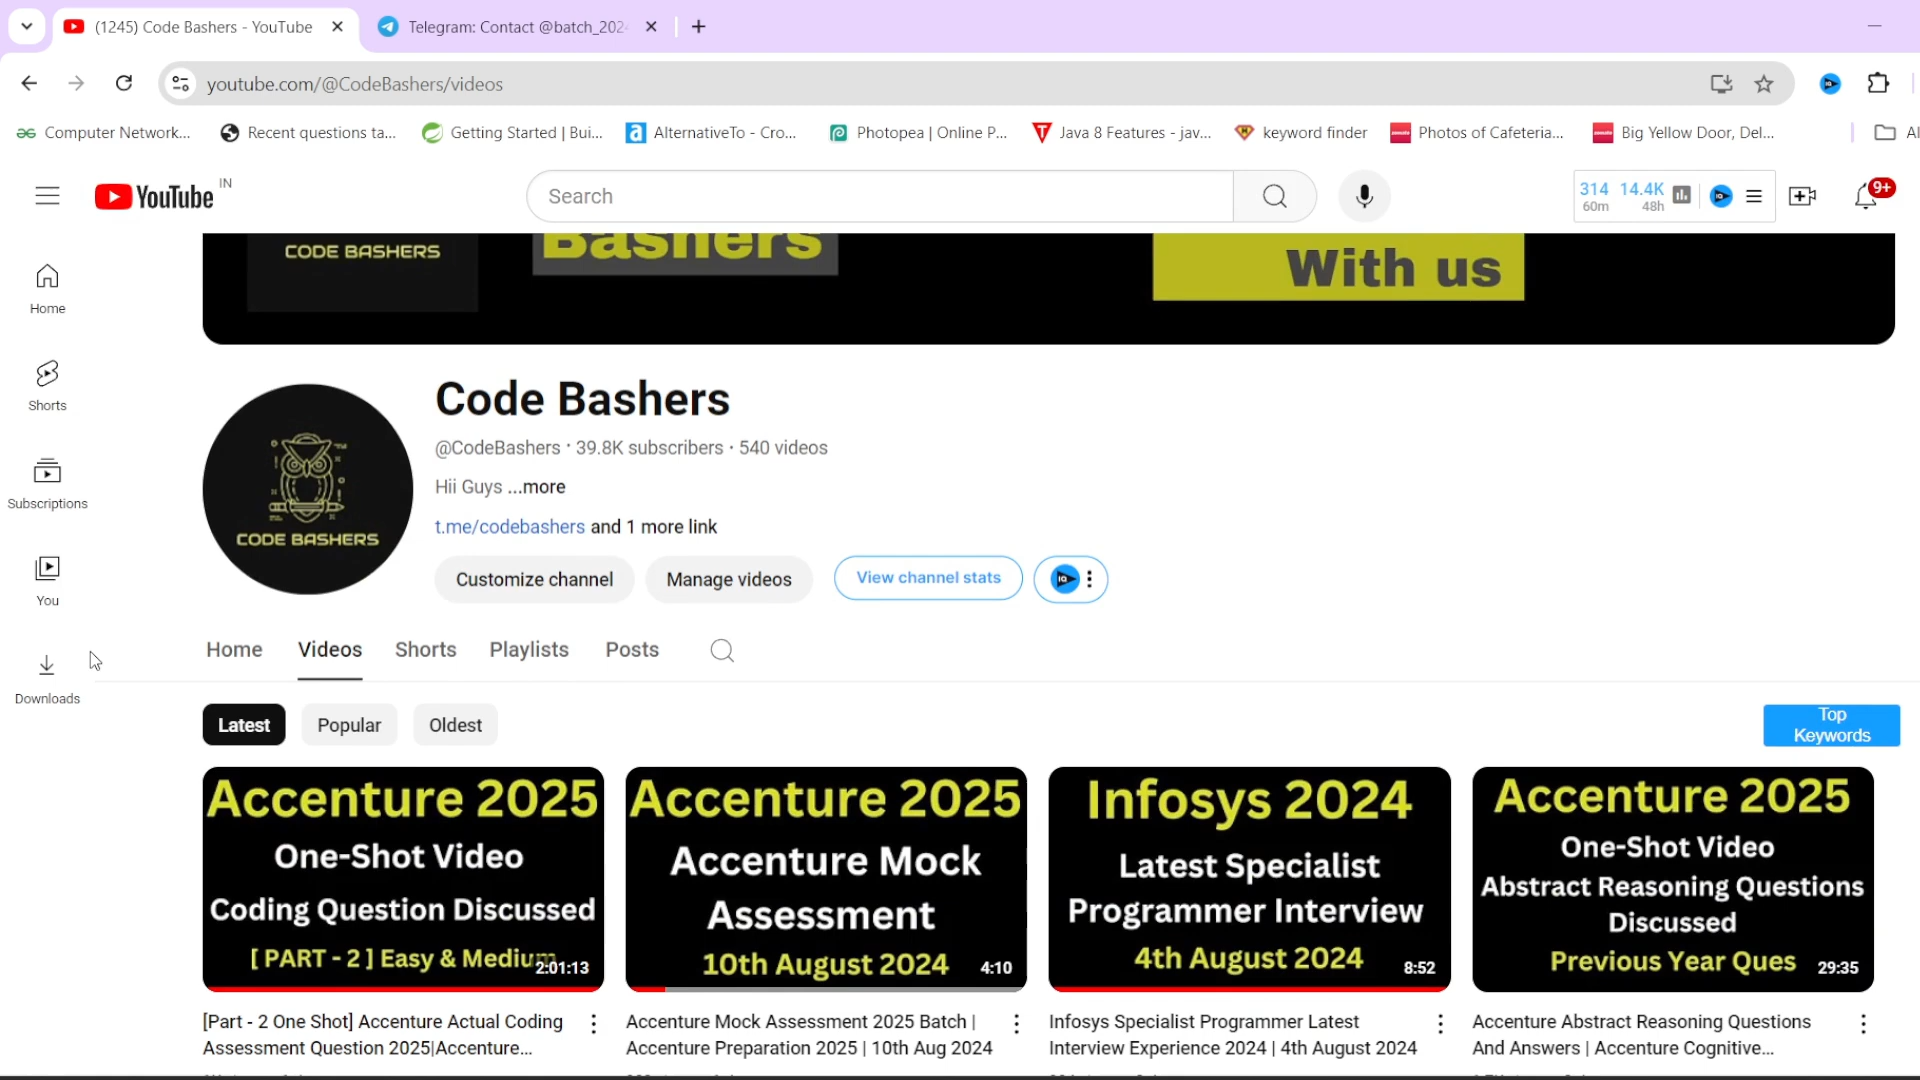 (1245) Code Bashers - YouTube
Telegram: Contact @batch_202
youtube.com/@CodeBashers/videos
Computer Network...
Recent questions ta...
Getting Started | Bui...
AlternativeTo - Cro...
Photopea | Online P...
Java 8 Features - jav...
keyword finder
Photos of Cafeteria...
Big Yellow Door, Del...
YouTube IN
Search
314 14.4K
60m 48h
9+
CODE BASHERS
Bashers
With us
Home
Shorts
Subscriptions
You
Downloads
CODE BASHERS
Code Bashers
@CodeBashers · 39.8K subscribers · 540 videos
Hii Guys ...more
t.me/codebashers and 1 more link
Customize channel
Manage videos
View channel stats
Home
Videos
Shorts
Playlists
Posts
Latest
Popular
Oldest
Top
Keywords
Accenture 2025
One-Shot Video
Coding Question Discussed
[ PART - 2 ] Easy & Medium
2:01:13
[Part - 2 One Shot] Accenture Actual Coding
Assessment Question 2025|Accenture...
Accenture 2025
Accenture Mock
Assessment
10th August 2024
4:10
Accenture Mock Assessment 2025 Batch |
Accenture Preparation 2025 | 10th Aug 2024
Infosys 2024
Latest Specialist
Programmer Interview
4th August 2024
8:52
Infosys Specialist Programmer Latest
Interview Experience 2024 | 4th August 2024
Accenture 2025
One-Shot Video
Abstract Reasoning Questions
Discussed
Previous Year Ques
29:35
Accenture Abstract Reasoning Questions
And Answers | Accenture Cognitive...